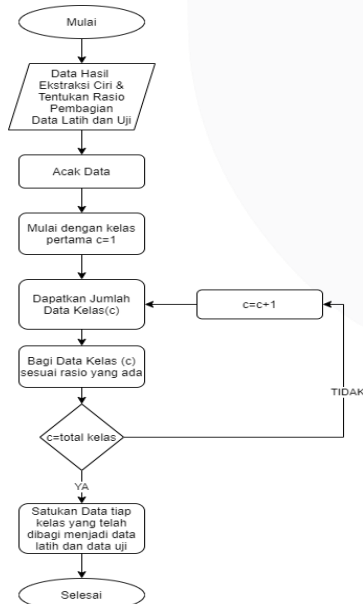 Mulai
Data Hasil
Ekstraksi Ciri &
Tentukan Rasio
Pembagian
Data Latih dan Uji
Acak Data
Mulai dengan kelas
pertama c=1
Dapatkan Jumlah
Data Kelas(c)
c=c+1
Bagi Data Kelas (c)
sesuai rasio yang ada
TIDAK
c=total kelas
YA
Satukan Data tiap
kelas yang telah
dibagi menjadi data
latih dan data uji
Selesai